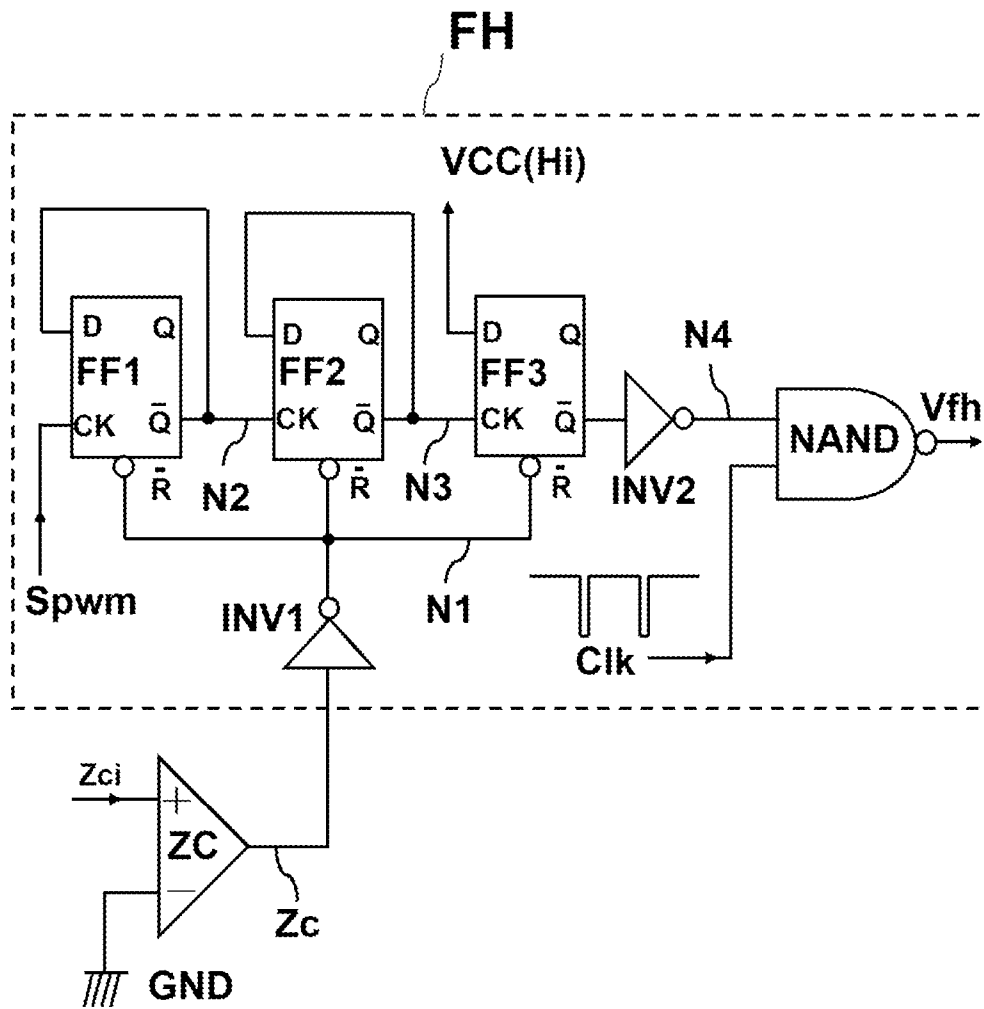 FH
VCC(Hi)
D Q
FF1
CK Q̅
R̅
D Q
FF2
CK Q̅
R̅
D Q
FF3
CK Q̅
R̅
N2
N3
N4
INV2
NAND
Vfh
Spwm
INV1
N1
Clk
Zci
+
ZC
−
Zc
GND